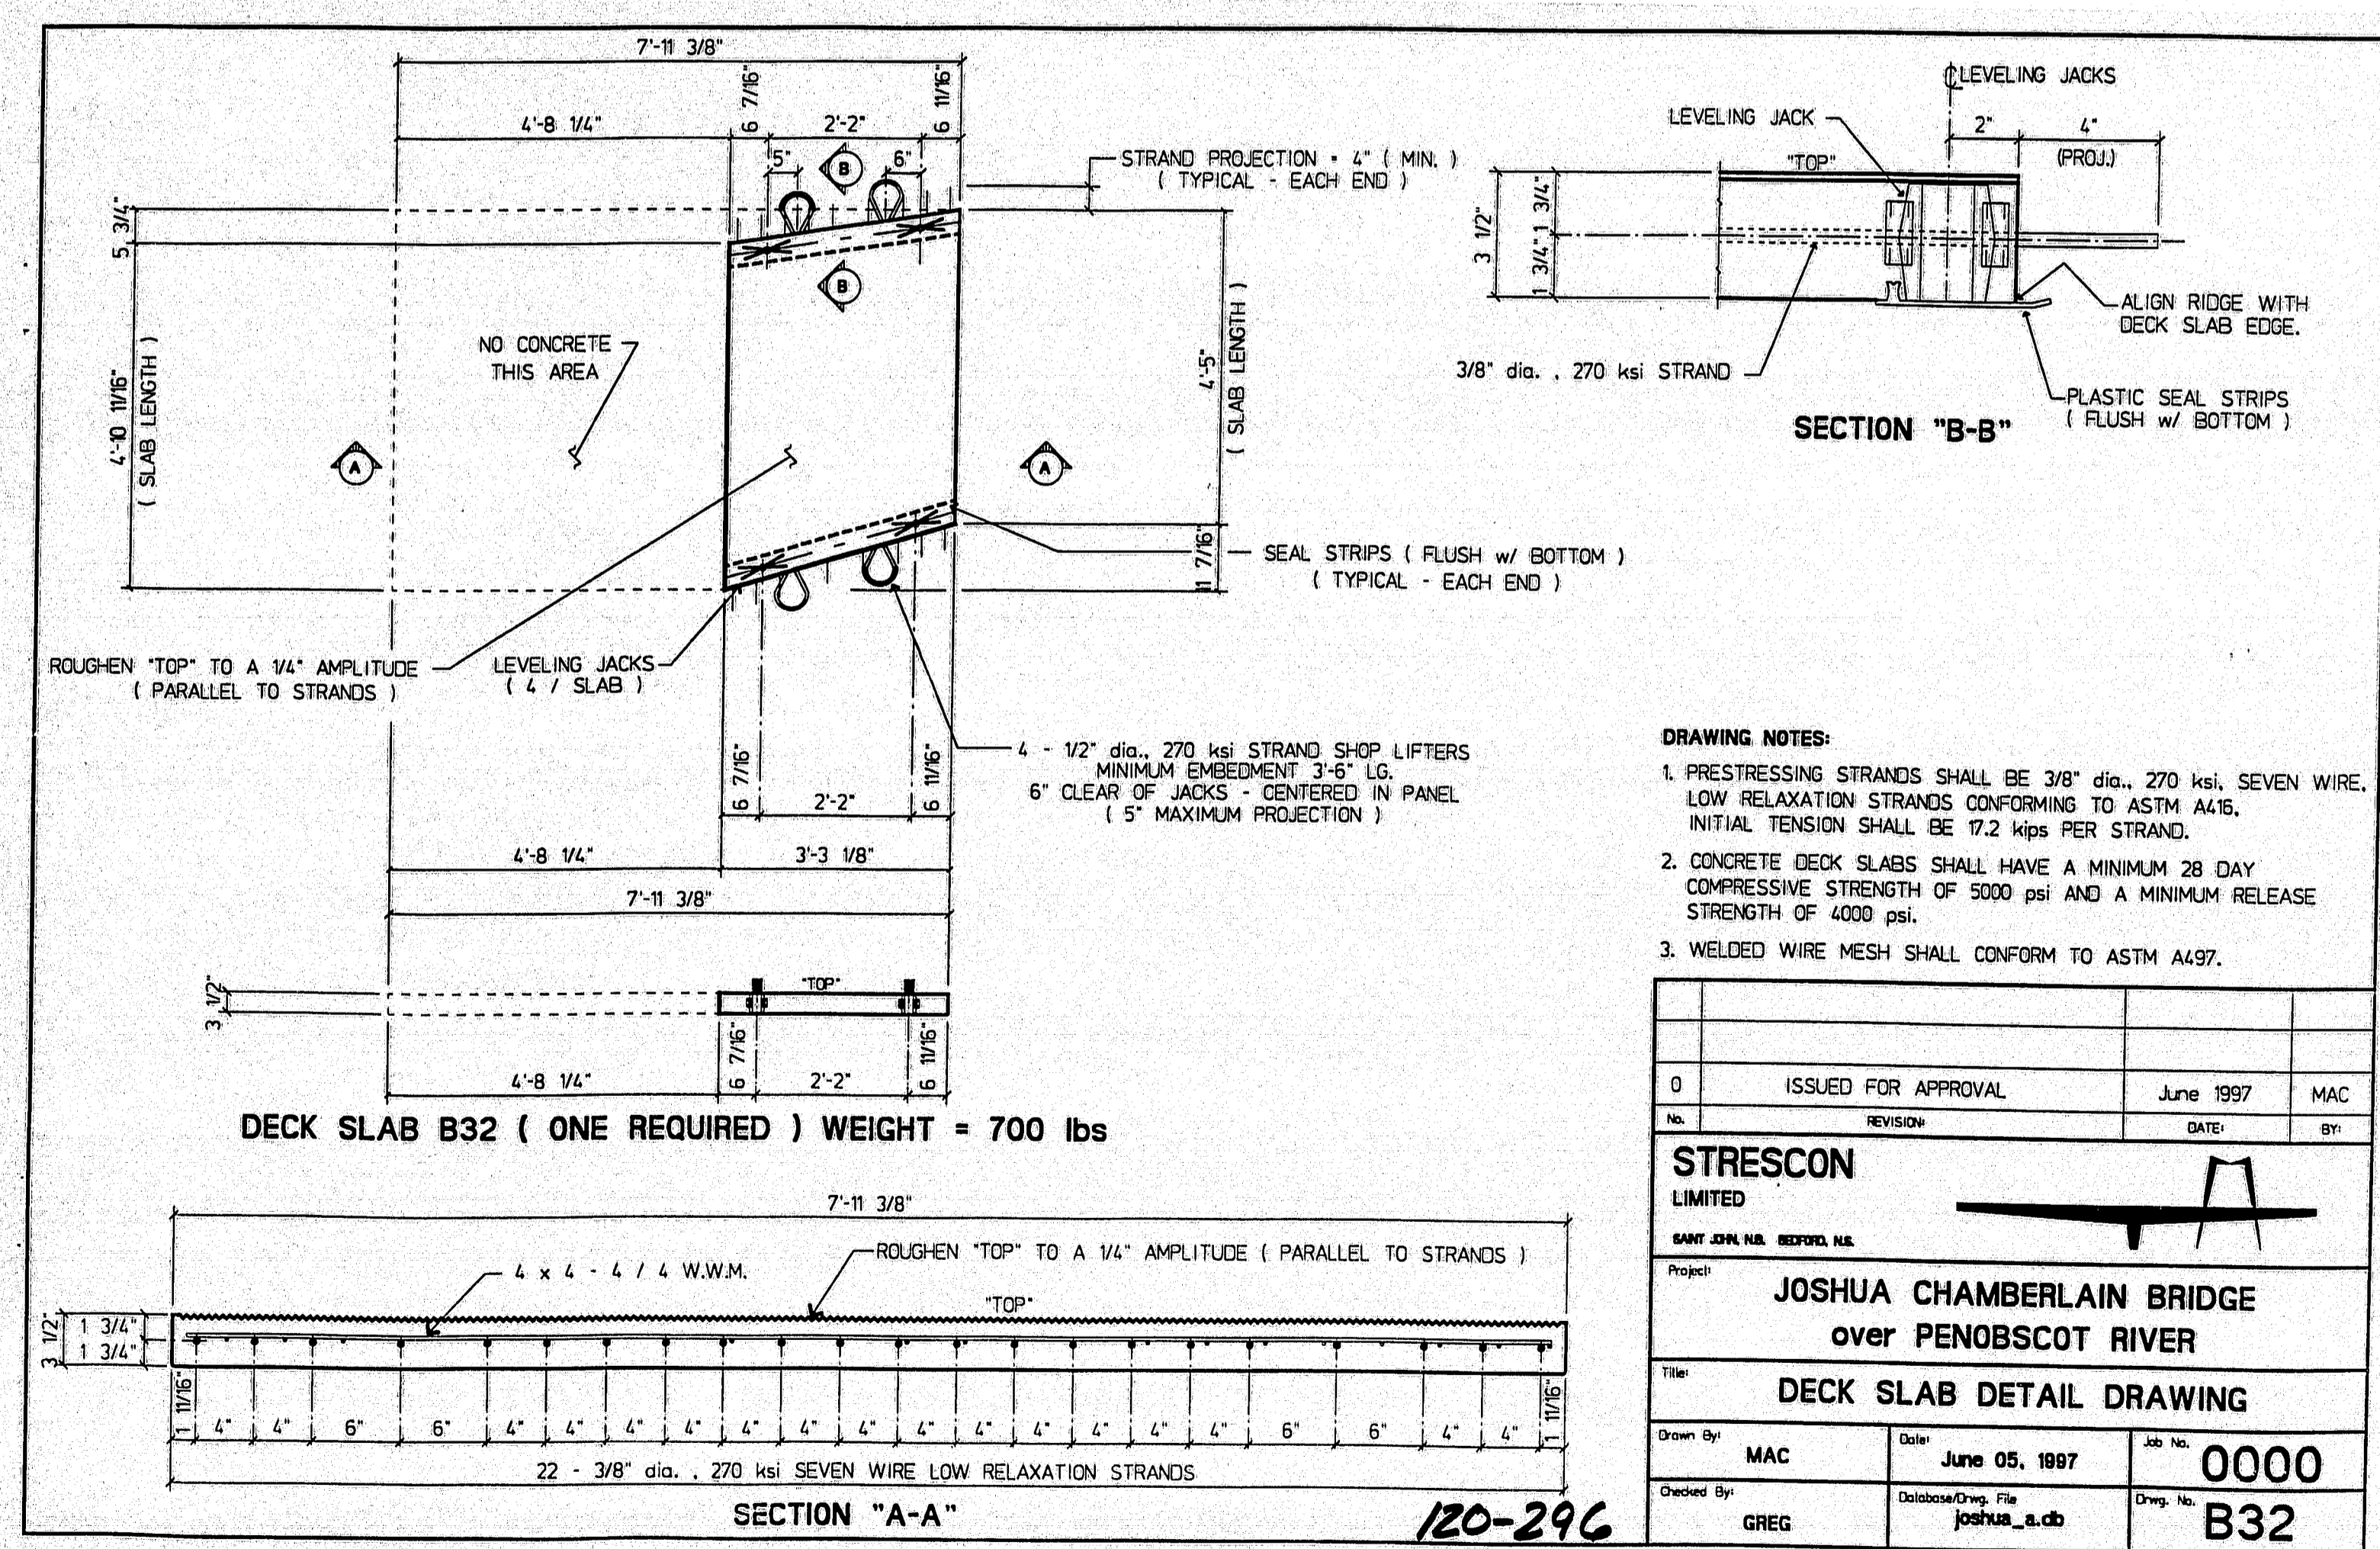 7'-11 3/8"
4'-8 1/4"
6 7/16"
2'-2"
6 11/16"
5"
B
6"
STRAND PROJECTION = 4" ( MIN. )
( TYPICAL - EACH END )
5 3/4"
4'-10 11/16"
( SLAB LENGTH )
NO CONCRETE
THIS AREA
B
A
A
4'-5"
( SLAB LENGTH )
11 7/16"
SEAL STRIPS ( FLUSH w/ BOTTOM )
( TYPICAL - EACH END )
ROUGHEN "TOP" TO A 1/4" AMPLITUDE
( PARALLEL TO STRANDS )
LEVELING JACKS
( 4 / SLAB )
4 - 1/2" dia., 270 ksi STRAND SHOP LIFTERS
MINIMUM EMBEDMENT 3'-6" LG.
6" CLEAR OF JACKS - CENTERED IN PANEL
( 5" MAXIMUM PROJECTION )
6 7/16"
2'-2"
6 11/16"
4'-8 1/4"
3'-3 1/8"
7'-11 3/8"
3 1/2"
"TOP"
6 7/16"
6 11/16"
4'-8 1/4"
2'-2"
DECK SLAB B32 ( ONE REQUIRED ) WEIGHT = 700 lbs
℄ LEVELING JACKS
LEVELING JACK
2"
4"
(PROJ.)
"TOP"
3 1/2"
1 3/4"
1 3/4"
3/8" dia. , 270 ksi STRAND
ALIGN RIDGE WITH
DECK SLAB EDGE.
PLASTIC SEAL STRIPS
( FLUSH w/ BOTTOM )
SECTION "B-B"
7'-11 3/8"
4 x 4 - 4 / 4 W.W.M.
ROUGHEN "TOP" TO A 1/4" AMPLITUDE ( PARALLEL TO STRANDS )
"TOP"
3 1/2"
1 3/4"
1 3/4"
1 11/16"
4" 4" 6" 6" 4" 4" 4" 4" 4" 4" 4" 4" 4" 4" 4" 4" 4" 6" 6" 4" 4"
1 11/16"
22 - 3/8" dia. , 270 ksi SEVEN WIRE LOW RELAXATION STRANDS
SECTION "A-A"
120-296
DRAWING NOTES:
1. PRESTRESSING STRANDS SHALL BE 3/8" dia., 270 ksi, SEVEN WIRE,
LOW RELAXATION STRANDS CONFORMING TO ASTM A416.
INITIAL TENSION SHALL BE 17.2 kips PER STRAND.
2. CONCRETE DECK SLABS SHALL HAVE A MINIMUM 28 DAY
COMPRESSIVE STRENGTH OF 5000 psi AND A MINIMUM RELEASE
STRENGTH OF 4000 psi.
3. WELDED WIRE MESH SHALL CONFORM TO ASTM A497.
0 ISSUED FOR APPROVAL June 1997 MAC
No. REVISION: DATE: BY:
STRESCON
LIMITED
SAINT JOHN, N.B. BEDFORD, N.S.
Project:
JOSHUA CHAMBERLAIN BRIDGE
over PENOBSCOT RIVER
Title:
DECK SLAB DETAIL DRAWING
Drawn By:
MAC
Date:
June 05, 1997
Job No.
0000
Checked By:
GREG
Database/Drwg. File
joshua_a.db
Drwg. No.
B32